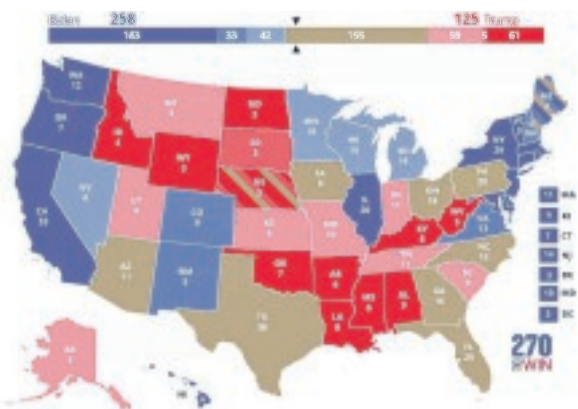 Biden 258
125 Trump
183 33 42 155 59 5 61
WA
12
OR
7
CA
55
NV
6
ID
4
MT
3
WY
3
UT
6
AZ
11
CO
9
NM
5
ND
3
SD
3
NE
KS
6
OK
7
TX
38
MN
10
IA
6
MO
10
AR
6
LA
8
WI
10
IL
20
MI
16
IN
11
OH
18
KY
8
TN
11
MS
6
AL
9
GA
16
FL
29
SC
9
NC
15
VA
13
WV
5
PA
20
NY
29
AK
3
HI
MA
RI
CT
NJ
MD
DC
270
WIN